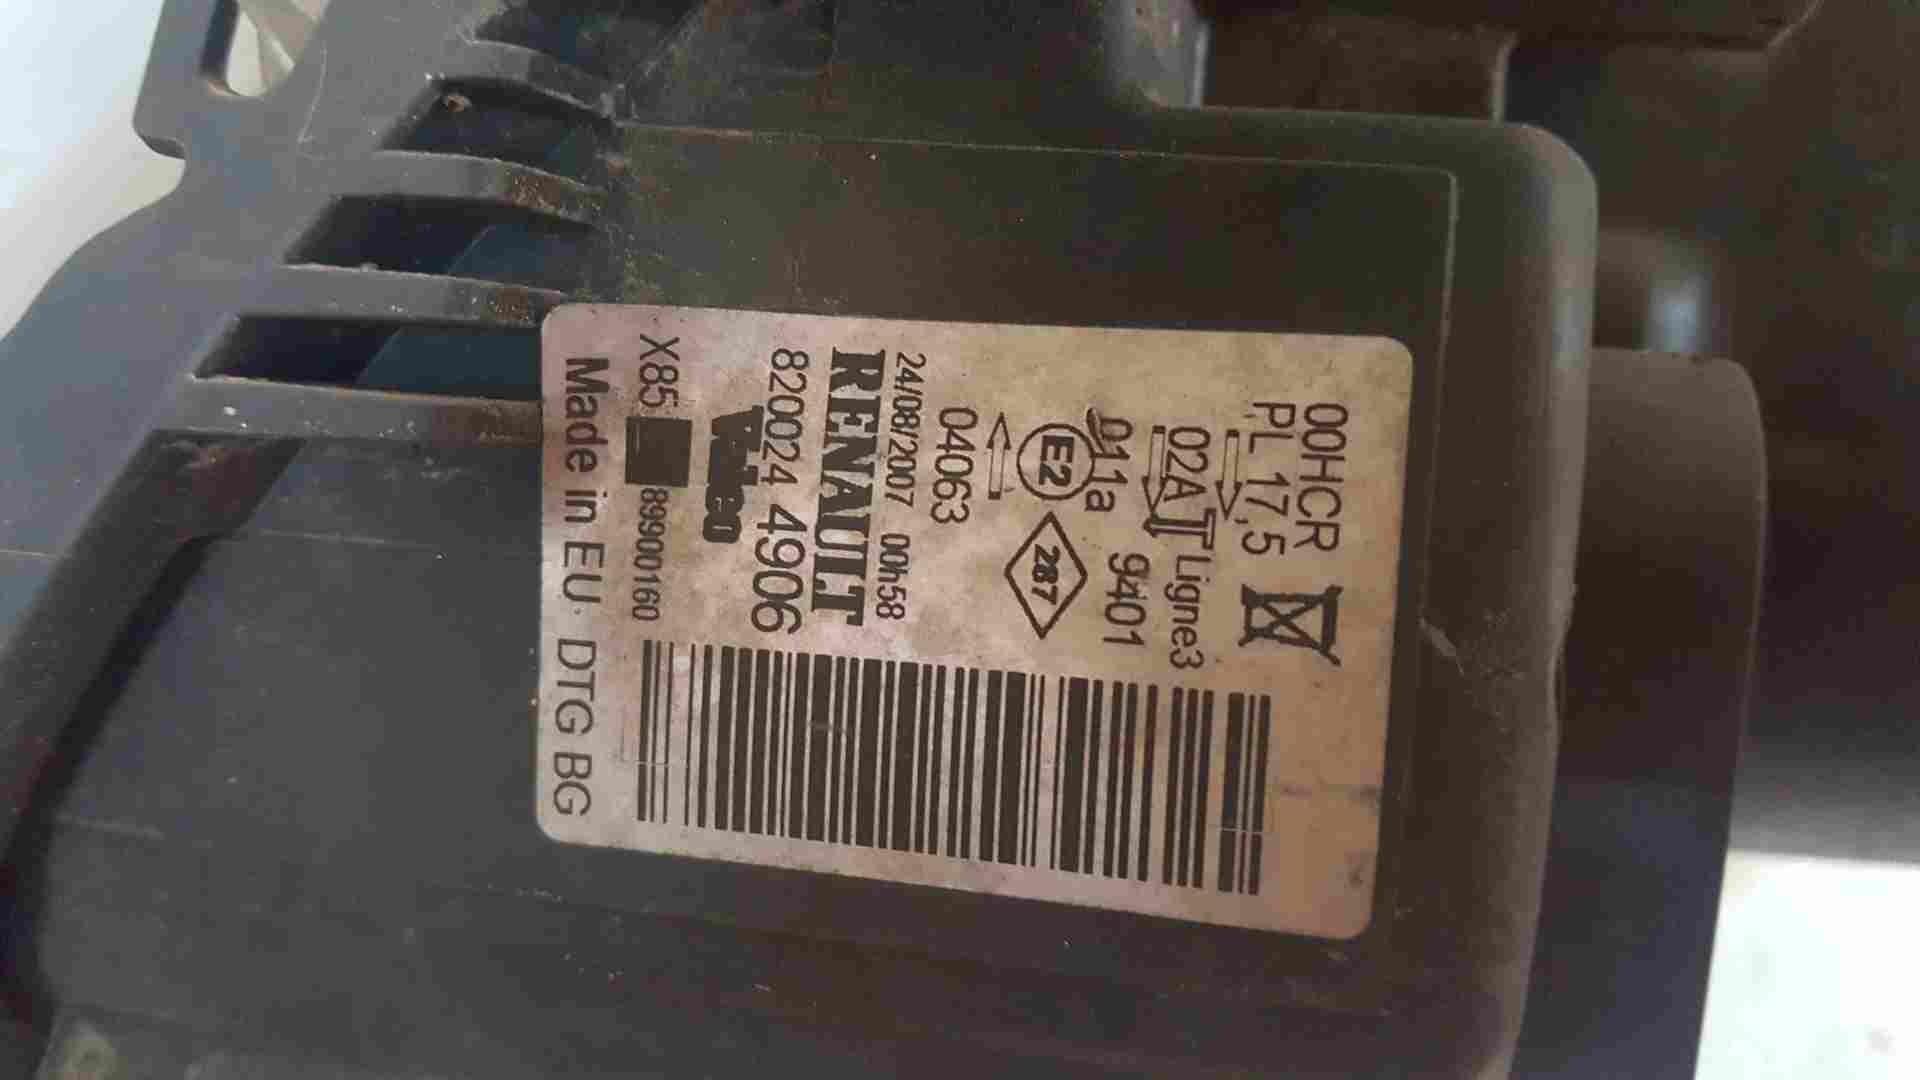 00HCR
PL 17,5
02A Ligne3
011a 9401
E2
287
04063
24/08/2007 00h58
RENAULT
820024 4906
Valeo
X85 89900160
Made in EU. DTG BG